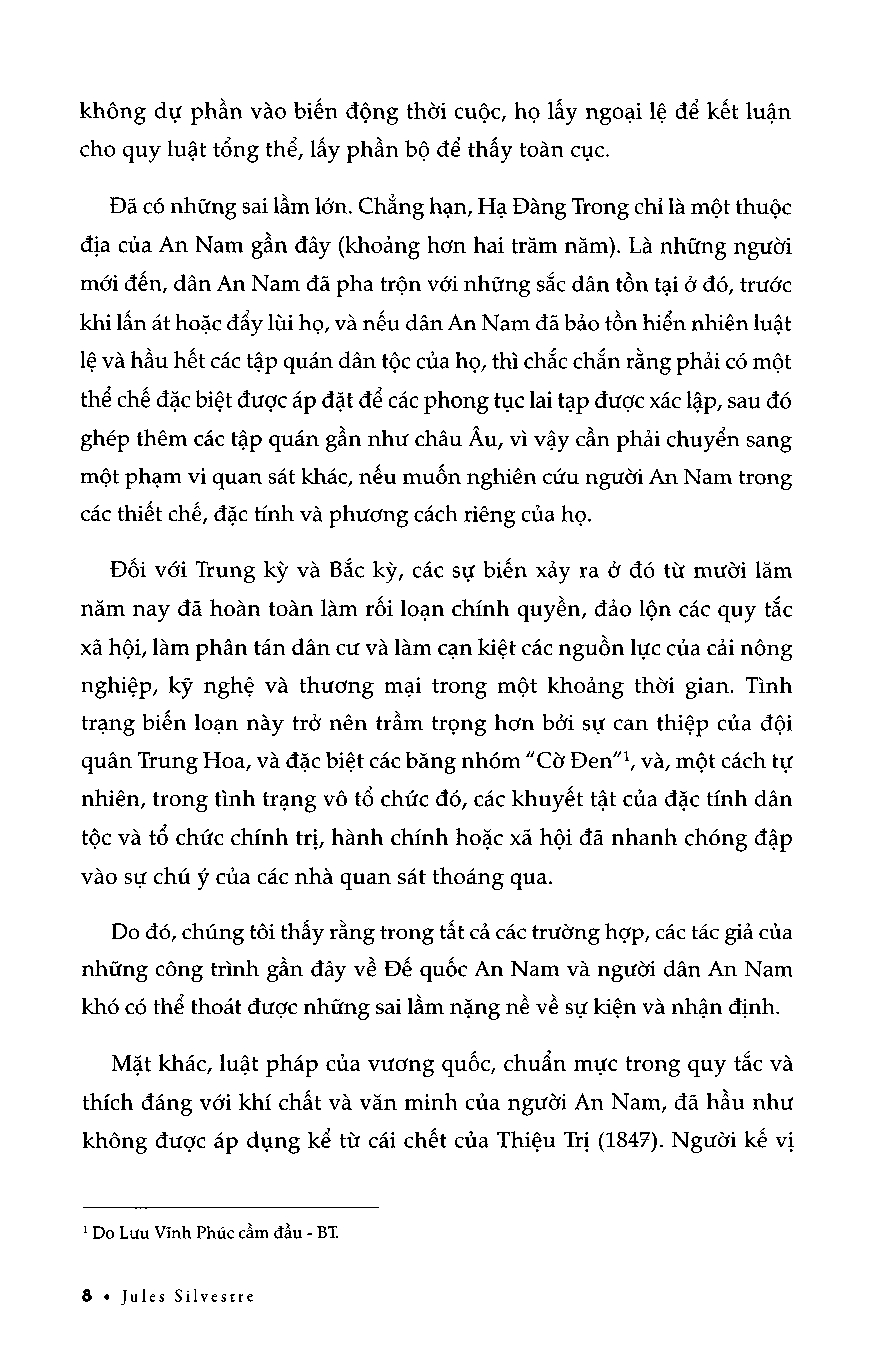 không dự phần vào biến động thời cuộc, họ lấy ngoại lệ để kết luận
cho quy luật tổng thể, lấy phần bộ để thấy toàn cục.
Đã có những sai lầm lớn. Chẳng hạn, Hạ Đàng Trong chỉ là một thuộc
địa của An Nam gần đây (khoảng hơn hai trăm năm). Là những người
mới đến, dân An Nam đã pha trộn với những sắc dân tồn tại ở đó, trước
khi lấn át hoặc đẩy lùi họ, và nếu dân An Nam đã bảo tồn hiển nhiên luật
lệ và hầu hết các tập quán dân tộc của họ, thì chắc chắn rằng phải có một
thể chế đặc biệt được áp đặt để các phong tục lai tạp được xác lập, sau đó
ghép thêm các tập quán gần như châu Âu, vì vậy cần phải chuyển sang
một phạm vi quan sát khác, nếu muốn nghiên cứu người An Nam trong
các thiết chế, đặc tính và phương cách riêng của họ.
Đối với Trung kỳ và Bắc kỳ, các sự biến xảy ra ở đó từ mười lăm
năm nay đã hoàn toàn làm rối loạn chính quyền, đảo lộn các quy tắc
xã hội, làm phân tán dân cư và làm cạn kiệt các nguồn lực của cải nông
nghiệp, kỹ nghệ và thương mại trong một khoảng thời gian. Tình
trạng biến loạn này trở nên trầm trọng hơn bởi sự can thiệp của đội
quân Trung Hoa, và đặc biệt các băng nhóm "Cờ Đen"¹, và, một cách tự
nhiên, trong tình trạng vô tổ chức đó, các khuyết tật của đặc tính dân
tộc và tổ chức chính trị, hành chính hoặc xã hội đã nhanh chóng đập
vào sự chú ý của các nhà quan sát thoáng qua.
Do đó, chúng tôi thấy rằng trong tất cả các trường hợp, các tác giả của
những công trình gần đây về Đế quốc An Nam và người dân An Nam
khó có thể thoát được những sai lầm nặng nề về sự kiện và nhận định.
Mặt khác, luật pháp của vương quốc, chuẩn mực trong quy tắc và
thích đáng với khí chất và văn minh của người An Nam, đã hầu như
không được áp dụng kể từ cái chết của Thiệu Trị (1847). Người kế vị
¹ Do Lưu Vĩnh Phúc cầm đầu - BT.
8 • Jules Silvestre